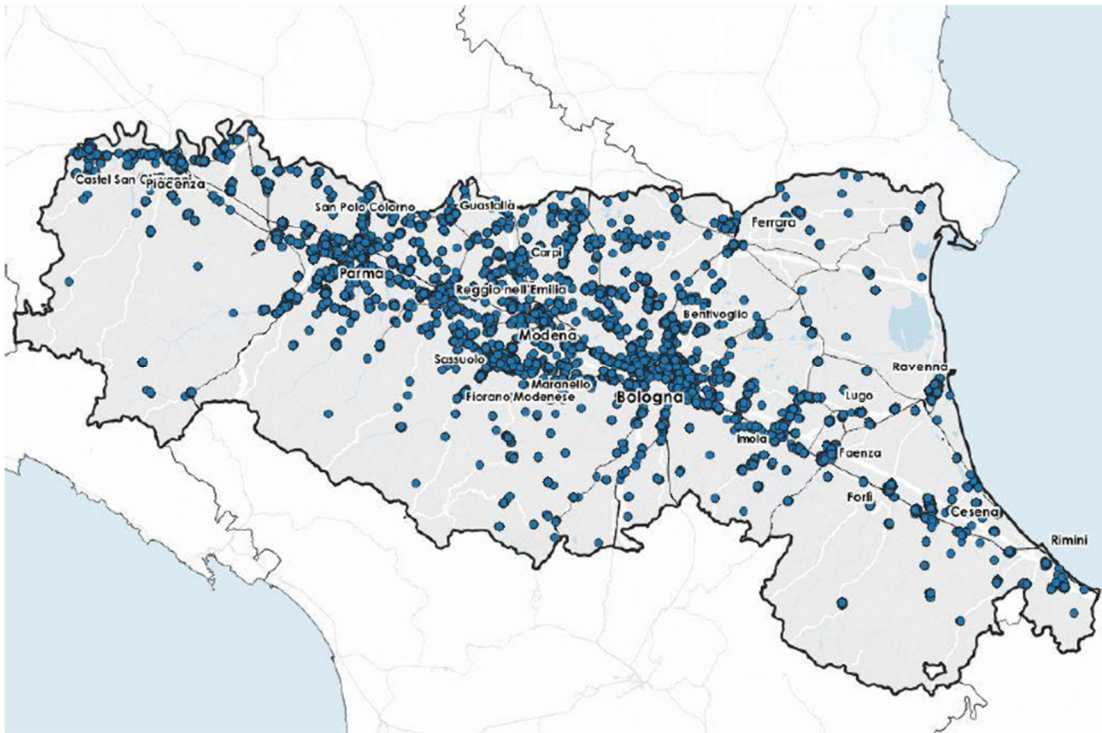 Castel San Giovanni
Piacenza
San Polo
Colorno
Guastalla
Ferrara
Carpi
Parma
Reggio nell'Emilia
Bentivoglio
Modena
Sassuolo
Maranello
Fiorano Modenese
Bologna
Ravenna
Lugo
Imola
Faenza
Forlì
Cesena
Rimini